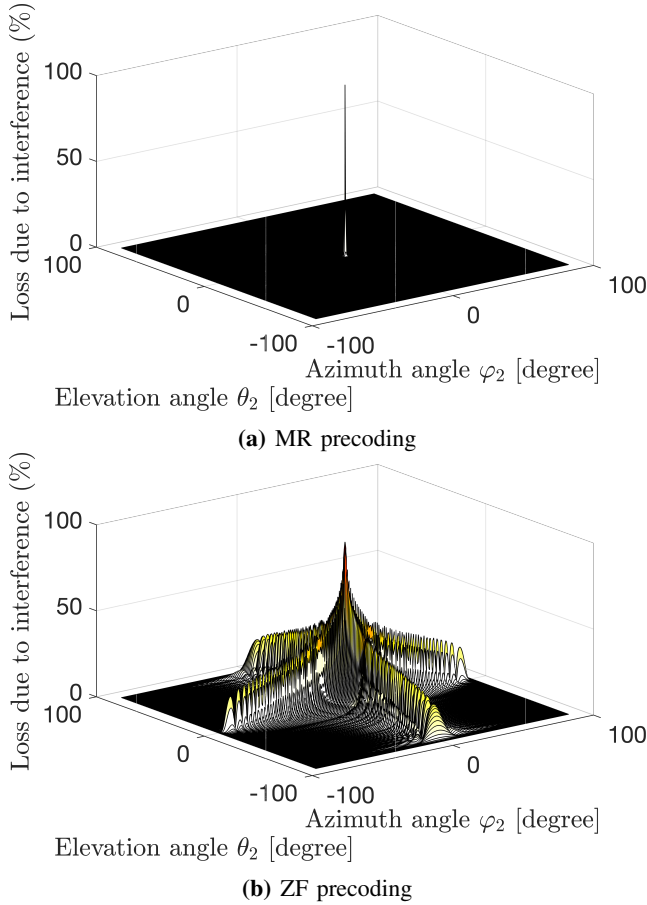 Loss due to interference (%)
100
50
0
100
0
-100
-100
0
100
Azimuth angle φ₂ [degree]
Elevation angle θ₂ [degree]
(a) MR precoding
Loss due to interference (%)
100
50
0
100
0
-100
-100
0
100
Azimuth angle φ₂ [degree]
Elevation angle θ₂ [degree]
(b) ZF precoding